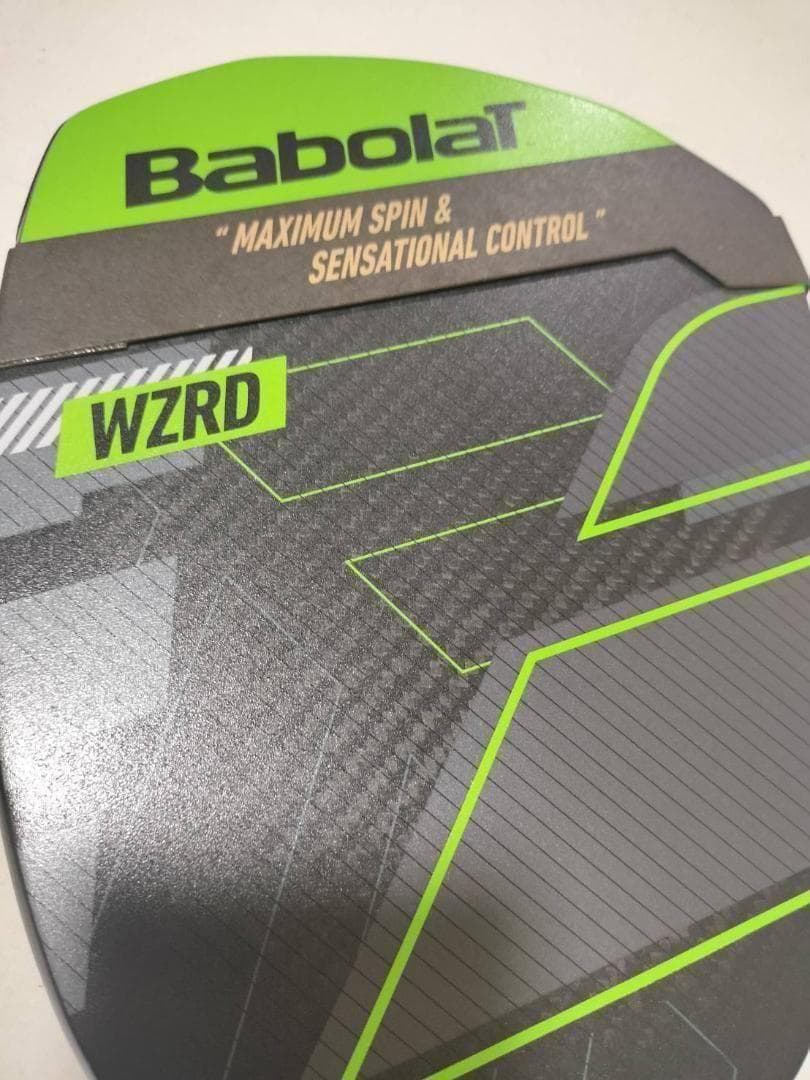 BabolaT
" MAXIMUM SPIN &
SENSATIONAL CONTROL "
WZRD